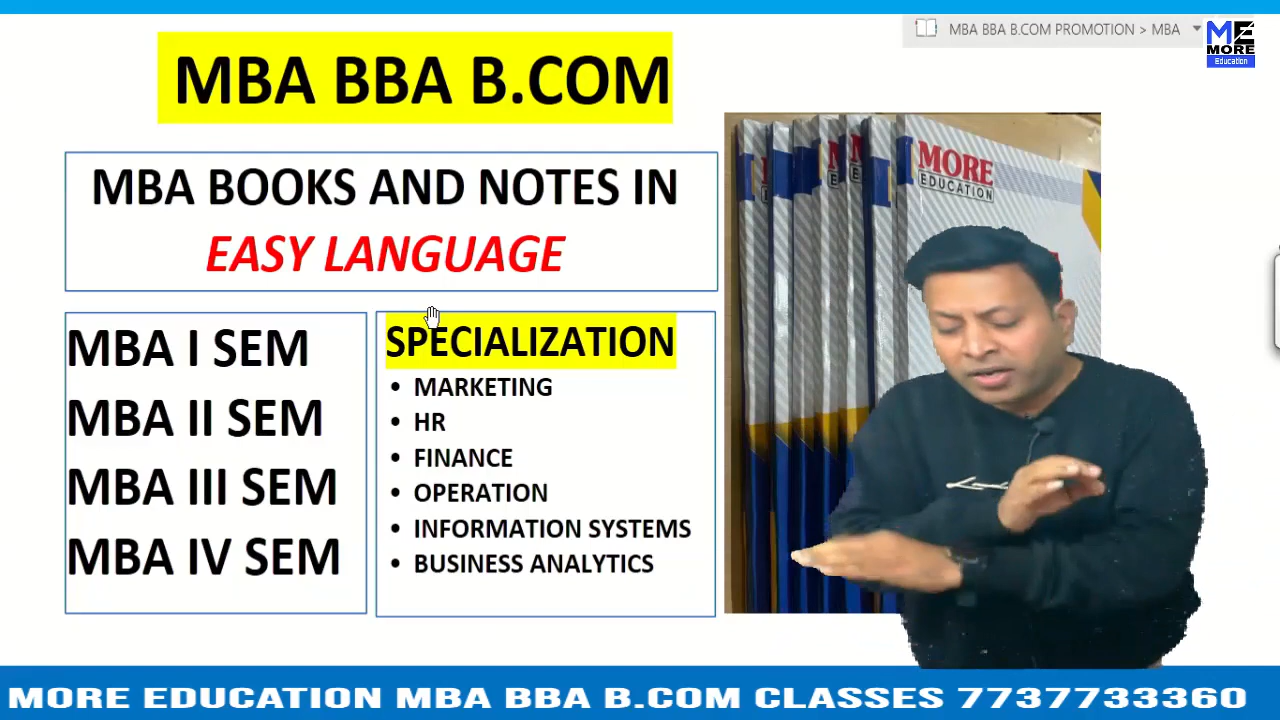 MBA BBA B.COM PROMOTION > MBA
ME
MORE
Education
MBA BBA B.COM
MBA BOOKS AND NOTES IN
EASY LANGUAGE
MBA I SEM
MBA II SEM
MBA III SEM
MBA IV SEM
SPECIALIZATION
• MARKETING
• HR
• FINANCE
• OPERATION
• INFORMATION SYSTEMS
• BUSINESS ANALYTICS
MORE
EDUCATION
MORE EDUCATION MBA BBA B.COM CLASSES 7737733360